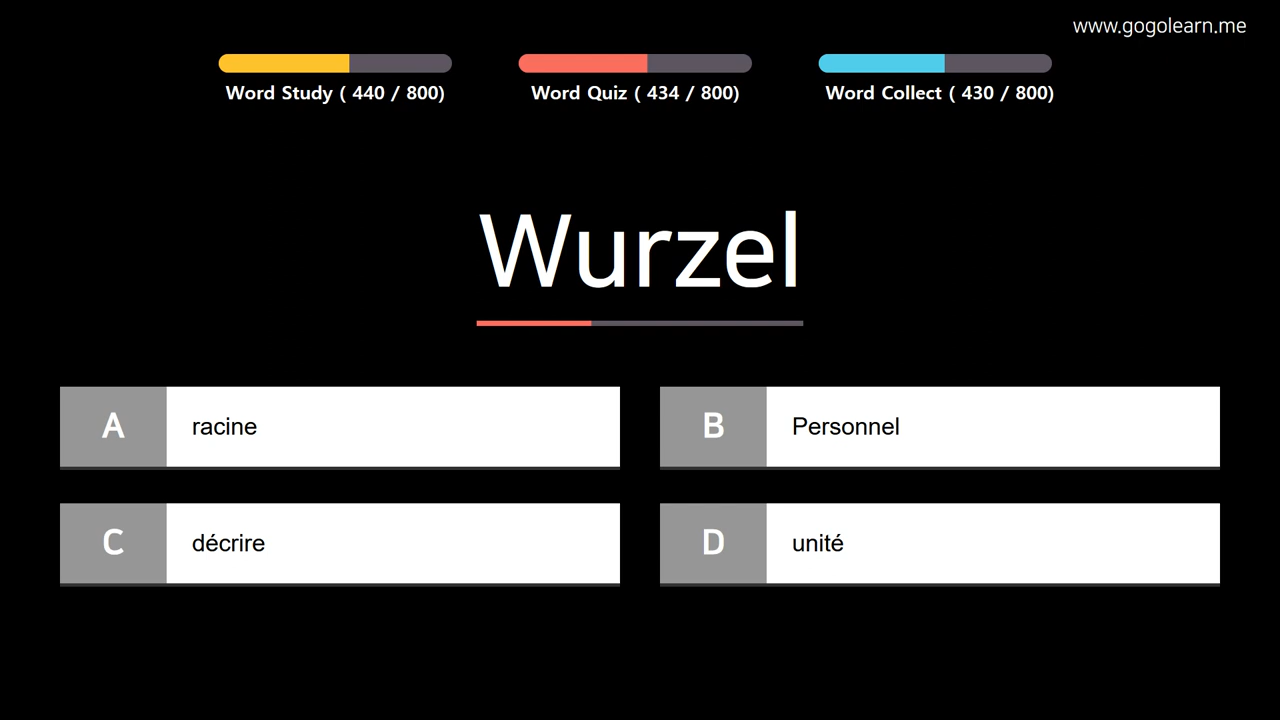 www.gogolearn.me
Word Study ( 440 / 800)
Word Quiz ( 434 / 800)
Word Collect ( 430 / 800)
Wurzel
A racine
B Personnel
C décrire
D unité